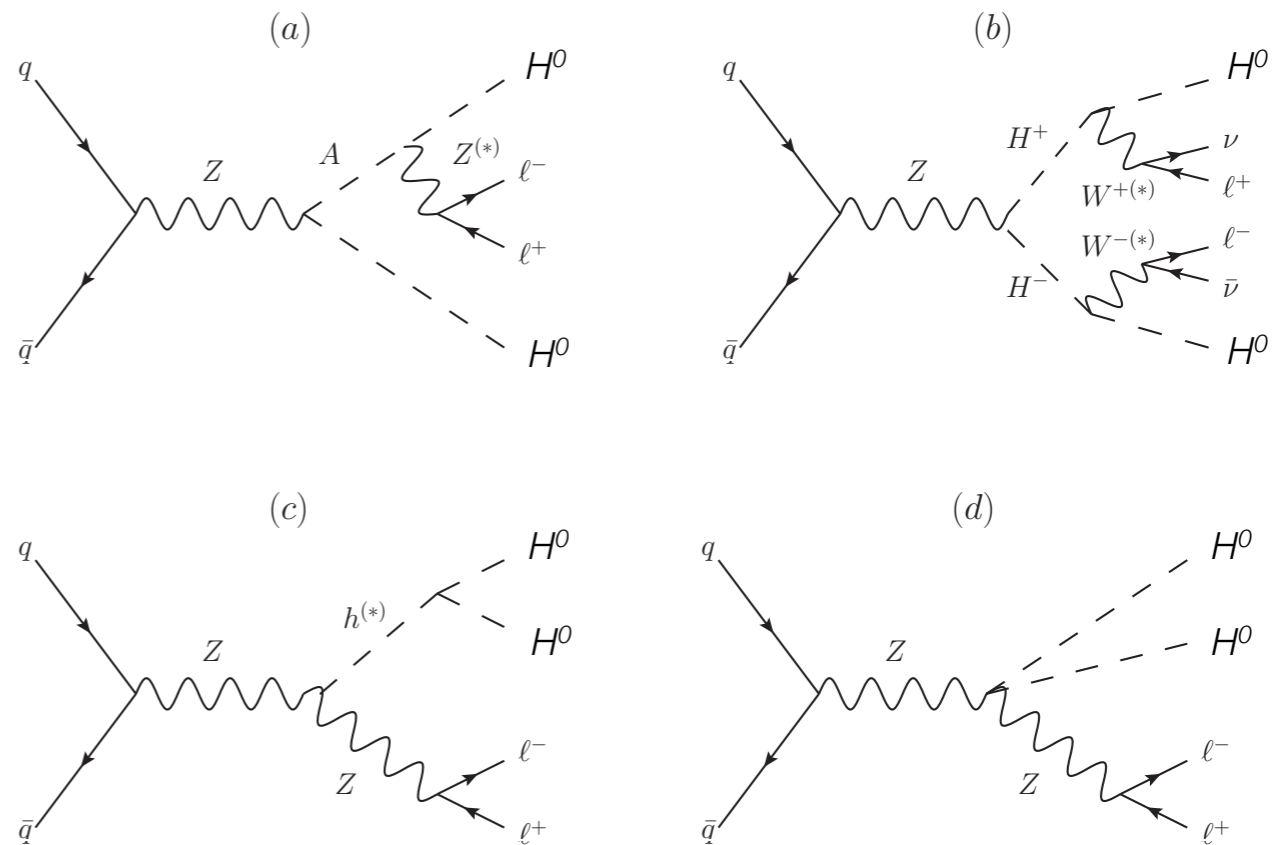 (a)
q
H⁰
A
Z⁽*⁾
ℓ⁻
Z
ℓ⁺
q̄
H⁰
(b)
q
H⁰
H⁺
ν
Z
ℓ⁺
W⁺⁽*⁾
W⁻⁽*⁾
ℓ⁻
H⁻
ν̄
q̄
H⁰
(c)
q
H⁰
h⁽*⁾
H⁰
Z
ℓ⁻
Z
q̄
ℓ⁺
(d)
q
H⁰
H⁰
Z
ℓ⁻
Z
q̄
ℓ⁺